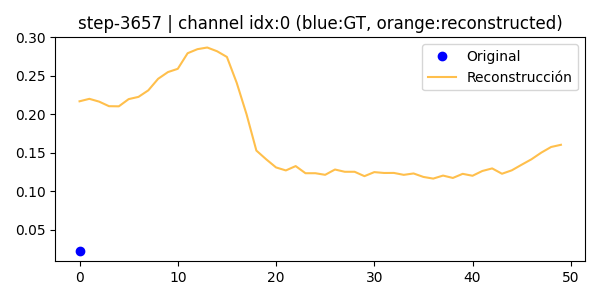 step-3657 | channel idx:0 (blue:GT, orange:reconstructed)
0.30
0.25
0.20
0.15
0.10
0.05
0 10 20 30 40 50
Original
Reconstrucción